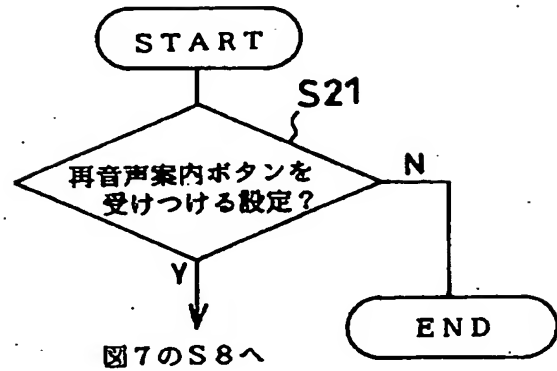 START
S21
再音声案内ボタンを
受けつける設定?
N
Y
END
図7のS8へ